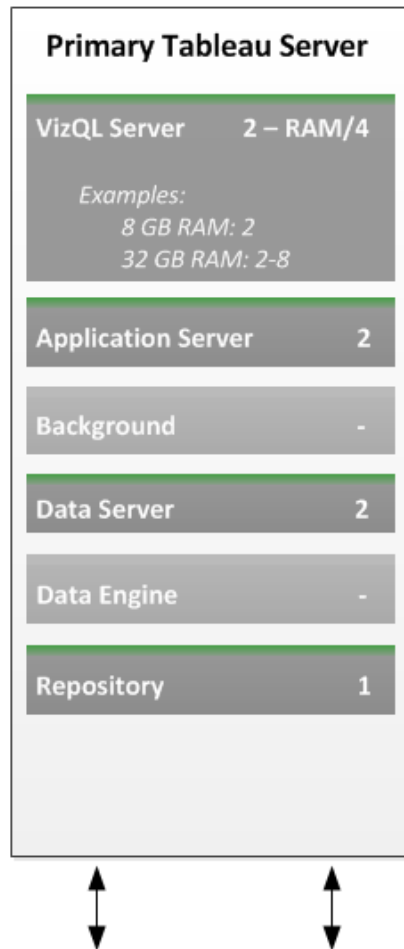 Primary Tableau Server
VizQL Server 2 – RAM/4
Examples:
8 GB RAM: 2
32 GB RAM: 2-8
Application Server 2
Background -
Data Server 2
Data Engine -
Repository 1